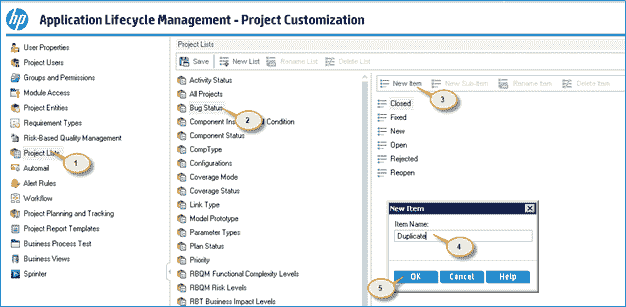 hp Application Lifecycle Management - Project Customization
User Properties
Project Users
Groups and Permissions
Module Access
Project Entities
Requirement Types
Risk-Based Quality Management
Project Lists
1
Automail
Alert Rules
Workflow
Project Planning and Tracking
Project Report Templates
Business Process Test
Business Views
Sprinter
Project Lists
Save New List Rename List Delete List
Activity Status
All Projects
Bug Status
2
Component Condition
Component Status
CompType
Configurations
Coverage Mode
Coverage Status
Link Type
Model Prototype
Parameter Types
Plan Status
Priority
RBQM Functional Complexity Levels
RBQM Risk Levels
RBT Business Impact Levels
New Item New Sub-Item Rename Item Delete Item
3
Closed
Fixed
New
Open
Rejected
Reopen
New Item
Item Name:
Duplicate
4
OK Cancel Help
5